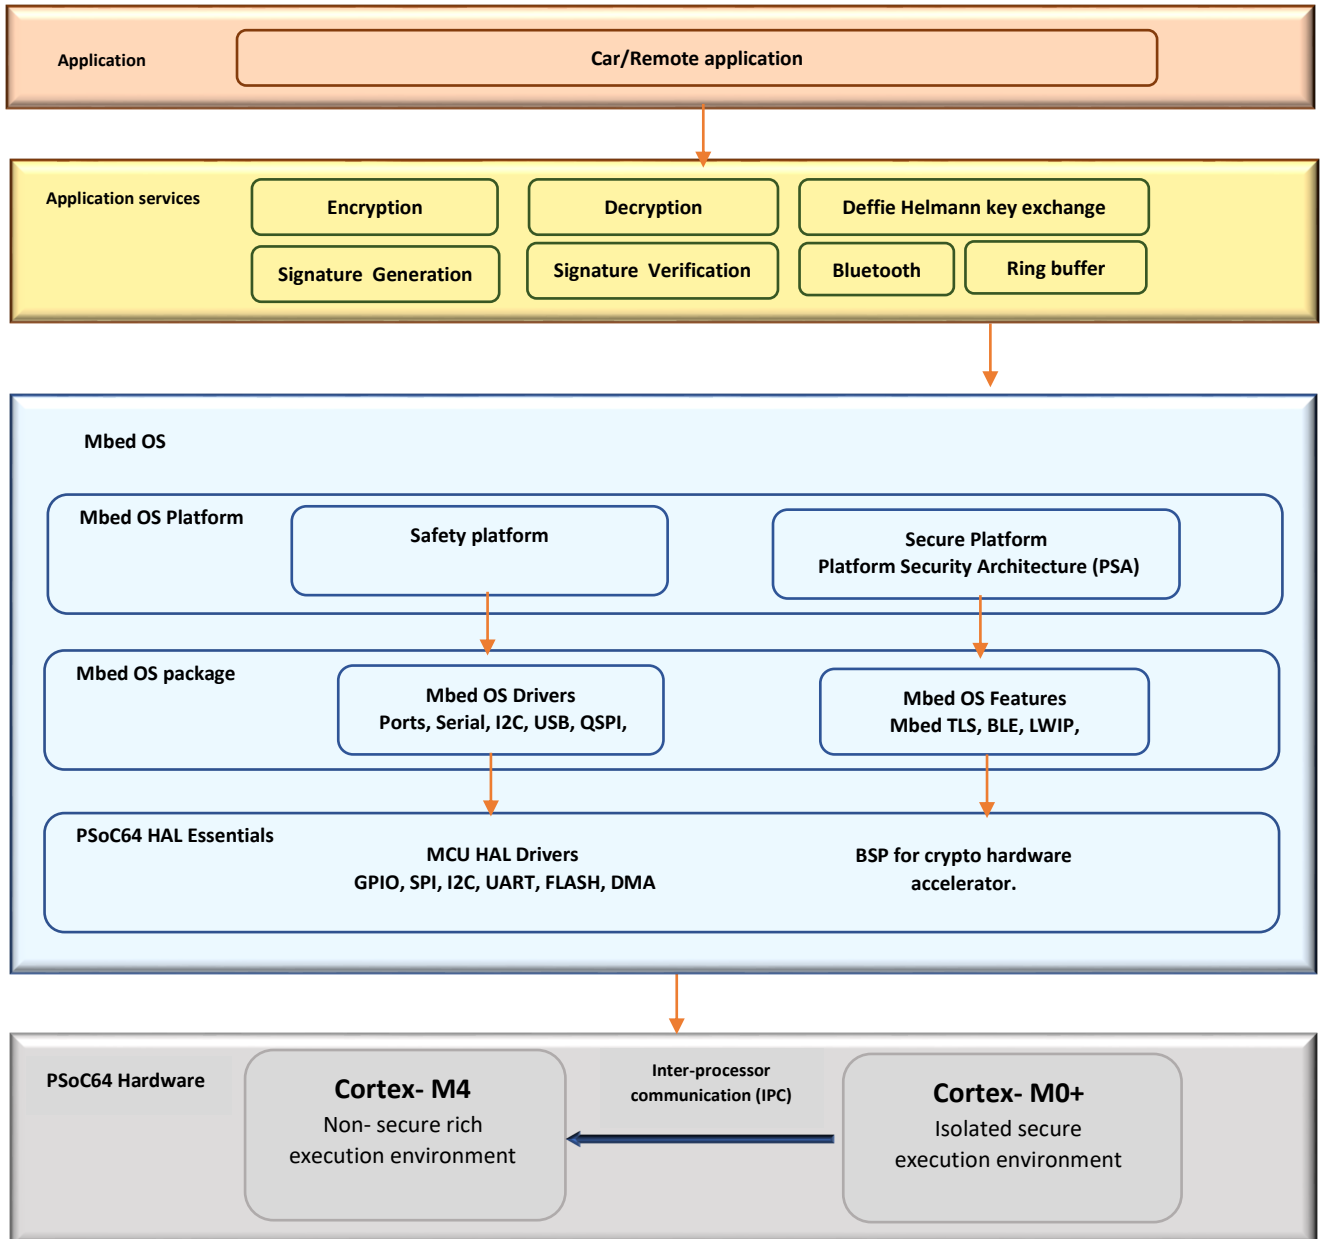 Application
Car/Remote application
Application services
Encryption
Decryption
Deffie Helmann key exchange
Signature Generation
Signature Verification
Bluetooth
Ring buffer
Mbed OS
Mbed OS Platform
Safety platform
Secure Platform
Platform Security Architecture (PSA)
Mbed OS package
Mbed OS Drivers
Ports, Serial, I2C, USB, QSPI,
Mbed OS Features
Mbed TLS, BLE, LWIP,
PSoC64 HAL Essentials
MCU HAL Drivers
GPIO, SPI, I2C, UART, FLASH, DMA
BSP for crypto hardware
accelerator.
PSoC64 Hardware
Cortex- M4
Non- secure rich
execution environment
Inter-processor
communication (IPC)
Cortex- M0+
Isolated secure
execution environment